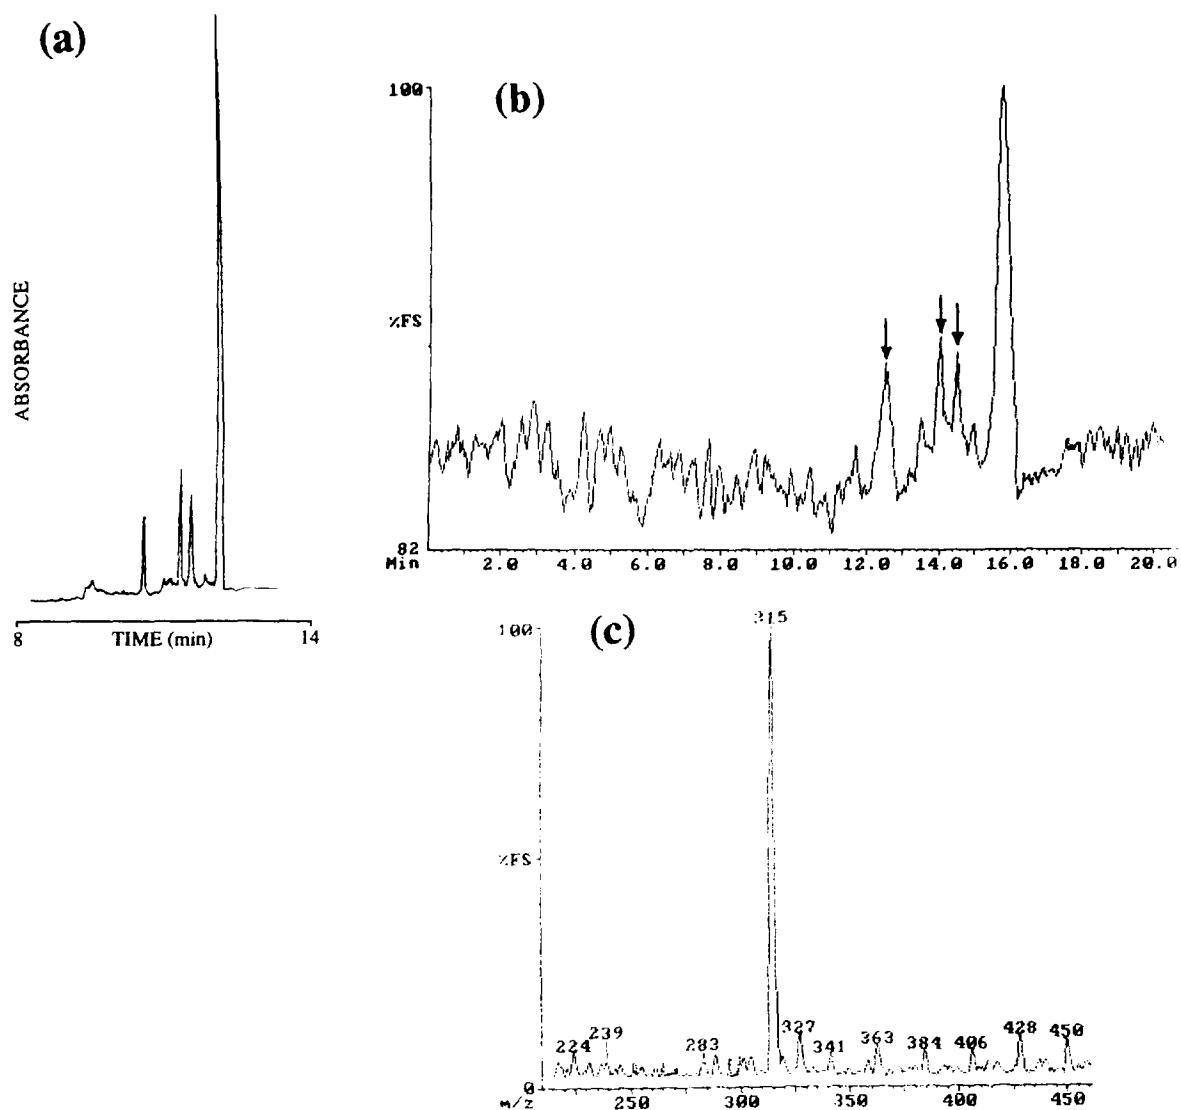 (a)
ABSORBANCE
8
TIME (min)
14
(b)
100
%FS
82
Min
2.0 4.0 6.0 8.0 10.0 12.0 14.0 16.0 18.0 20.0
(c)
100
315
%FS
224 239 283 327 341 363 384 406 428 450
0
m/z 250 300 350 400 450